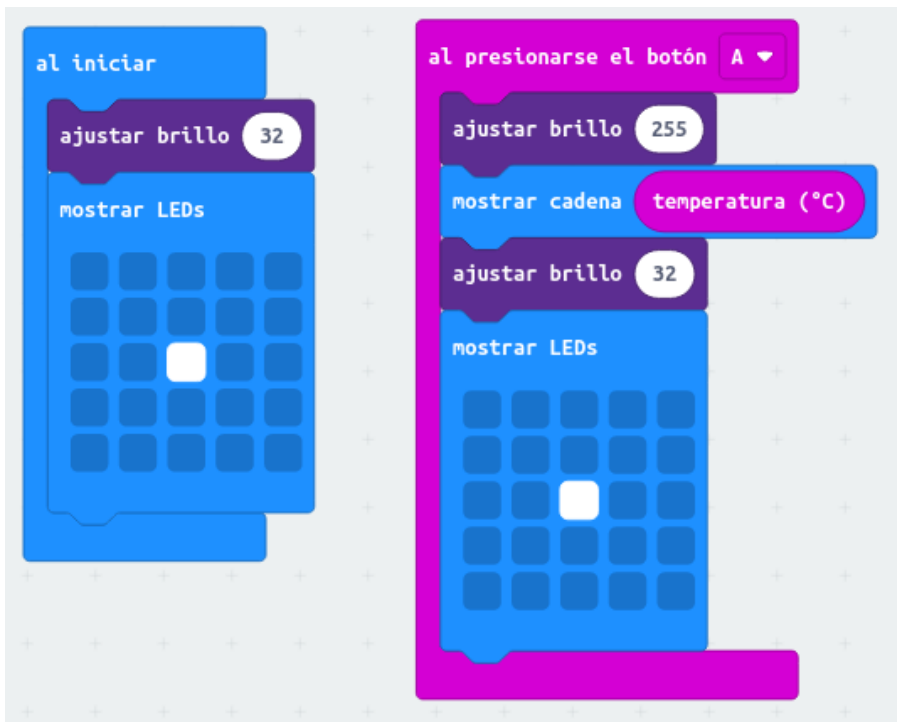 al iniciar
ajustar brillo 32
mostrar LEDs
al presionarse el botón A
ajustar brillo 255
mostrar cadena temperatura (°C)
ajustar brillo 32
mostrar LEDs